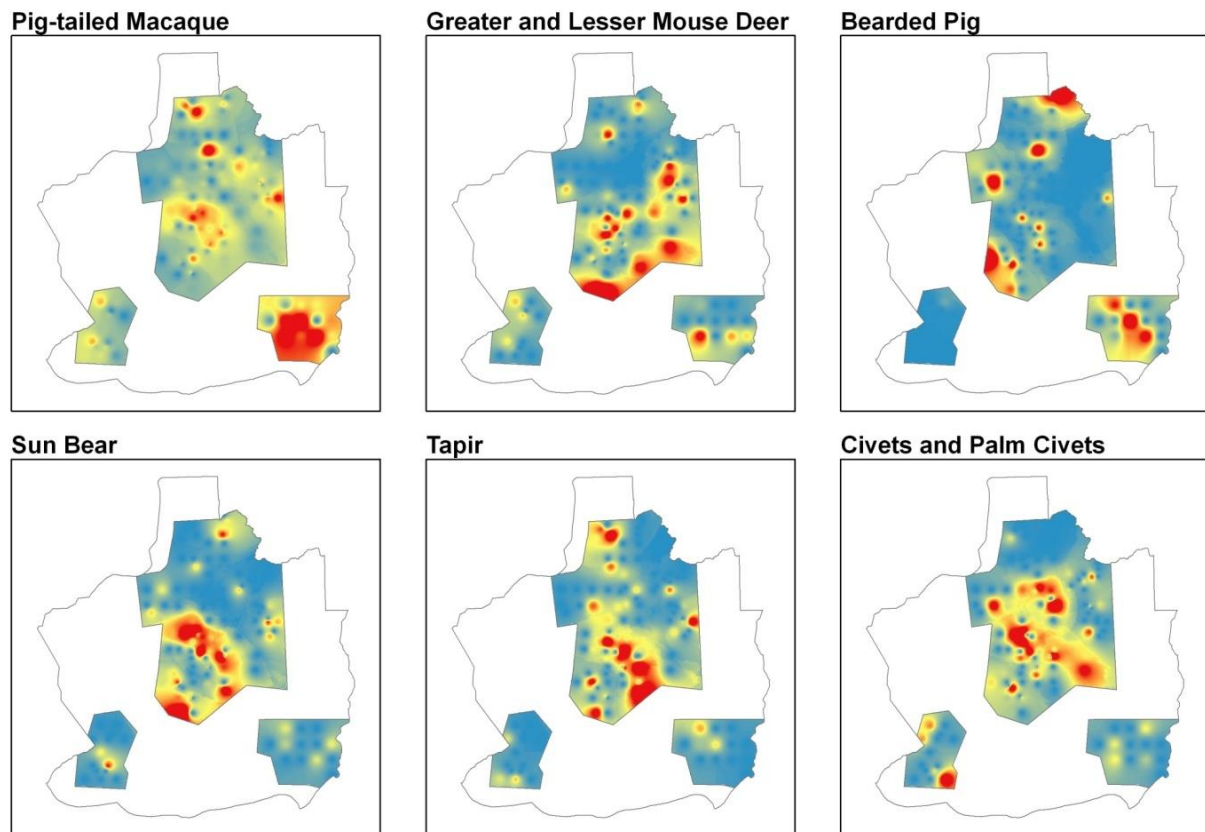 Pig-tailed Macaque
Greater and Lesser Mouse Deer
Bearded Pig
Sun Bear
Tapir
Civets and Palm Civets